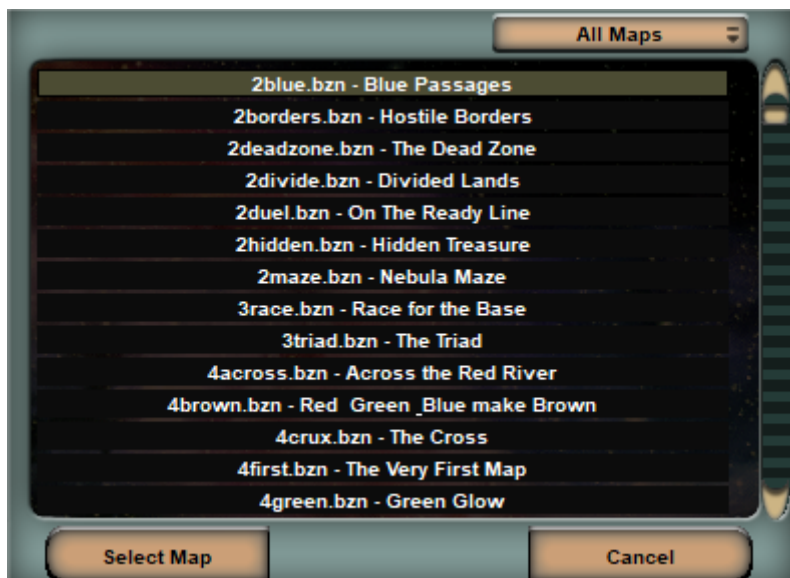 All Maps
2blue.bzn - Blue Passages
2borders.bzn - Hostile Borders
2deadzone.bzn - The Dead Zone
2divide.bzn - Divided Lands
2duel.bzn - On The Ready Line
2hidden.bzn - Hidden Treasure
2maze.bzn - Nebula Maze
3race.bzn - Race for the Base
3triad.bzn - The Triad
4across.bzn - Across the Red River
4brown.bzn - Red  Green _Blue make Brown
4crux.bzn - The Cross
4first.bzn - The Very First Map
4green.bzn - Green Glow
Select Map
Cancel